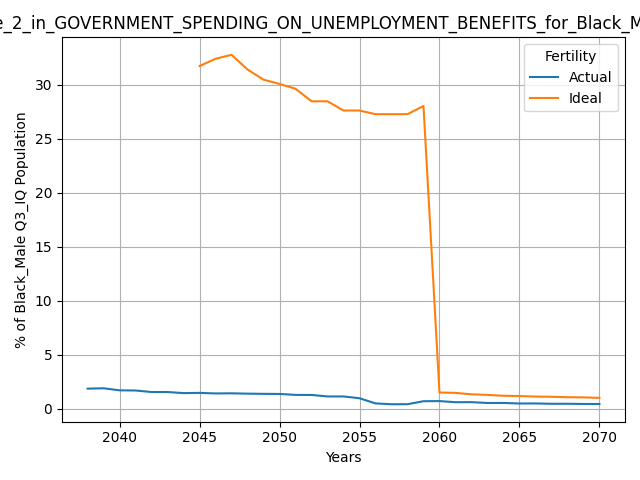 _2_in_GOVERNMENT_SPENDING_ON_UNEMPLOYMENT_BENEFITS_for_Black_M
Fertility
Actual
Ideal
% of Black_Male Q3_IQ Population
30
25
20
15
10
5
0
2040
2045
2050
2055
2060
2065
2070
Years